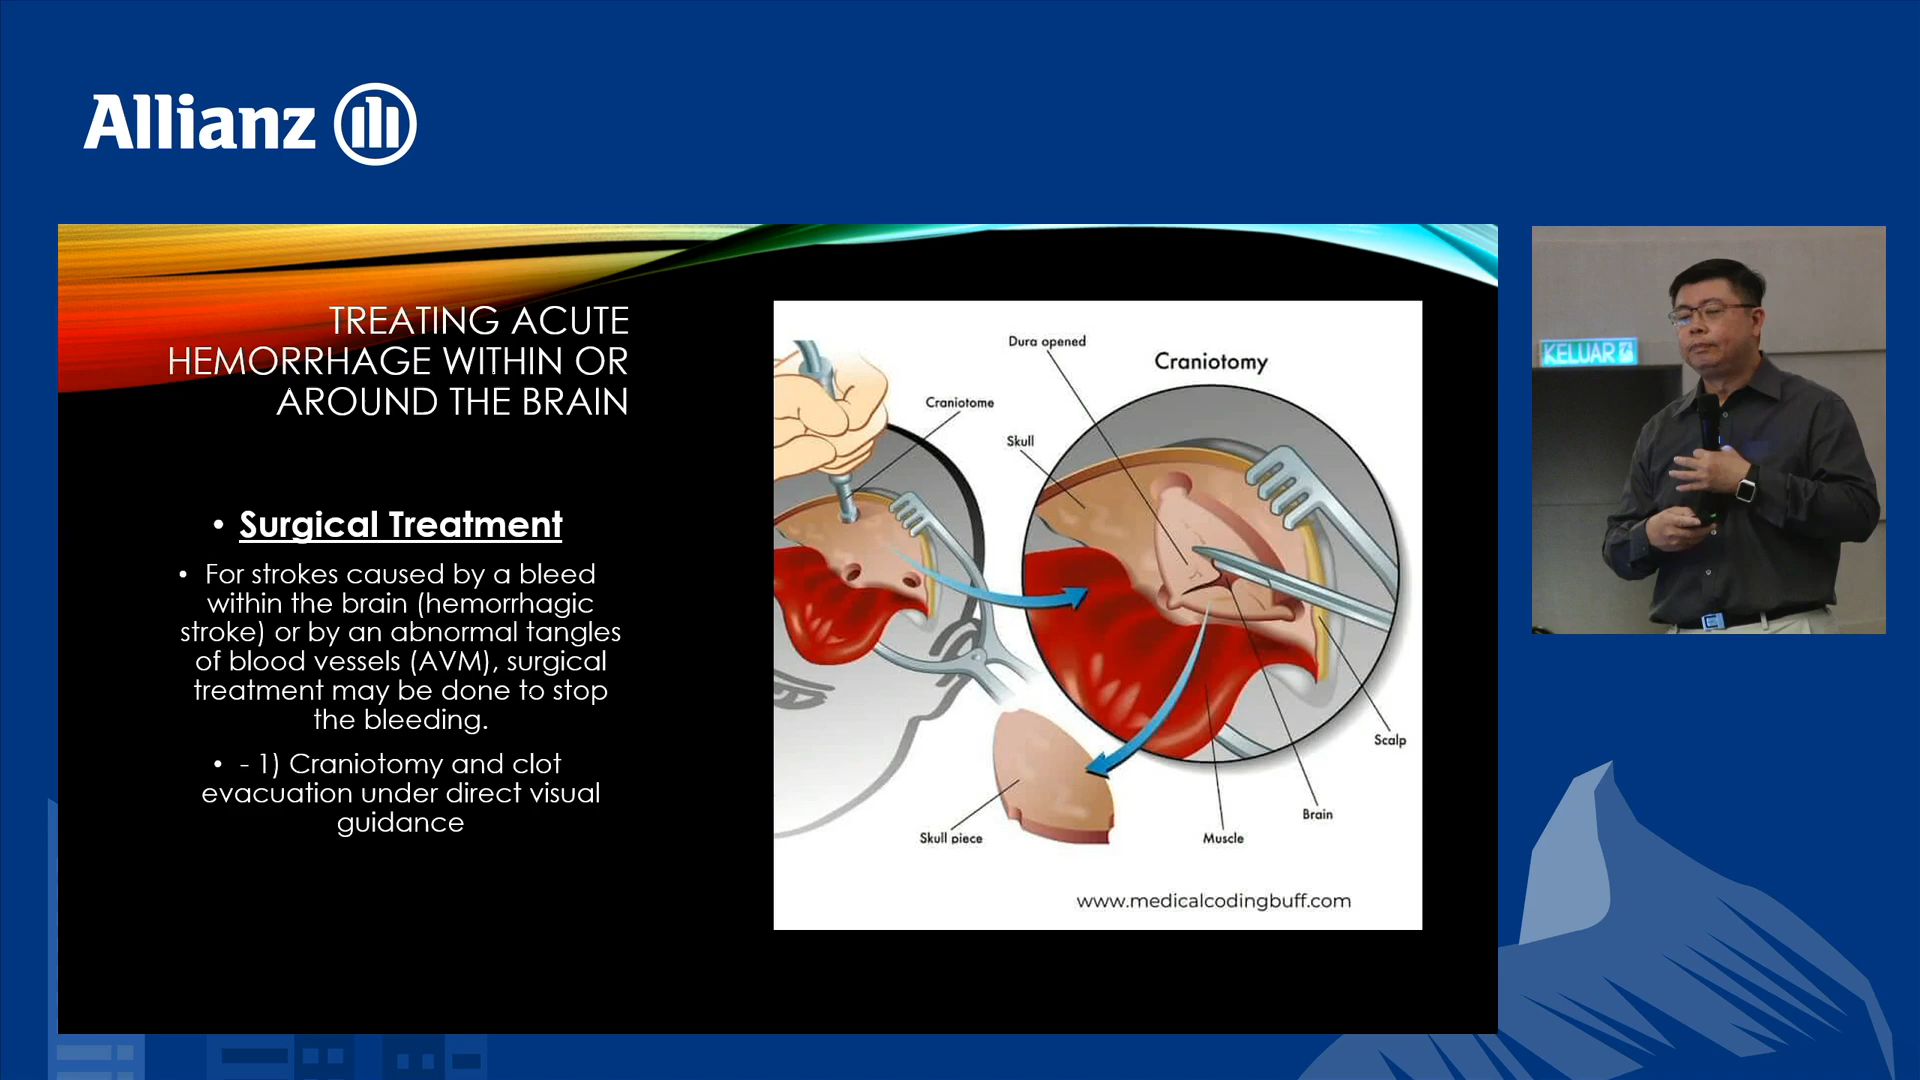 Allianz
TREATING ACUTE
HEMORRHAGE WITHIN OR
AROUND THE BRAIN
• Surgical Treatment
• For strokes caused by a bleed
within the brain (hemorrhagic
stroke) or by an abnormal tangles
of blood vessels (AVM), surgical
treatment may be done to stop
the bleeding.
• - 1) Craniotomy and clot
evacuation under direct visual
guidance
Dura opened
Craniotomy
Craniotome
Skull
Scalp
Brain
Skull piece
Muscle
www.medicalcodingbuff.com
KELUAR